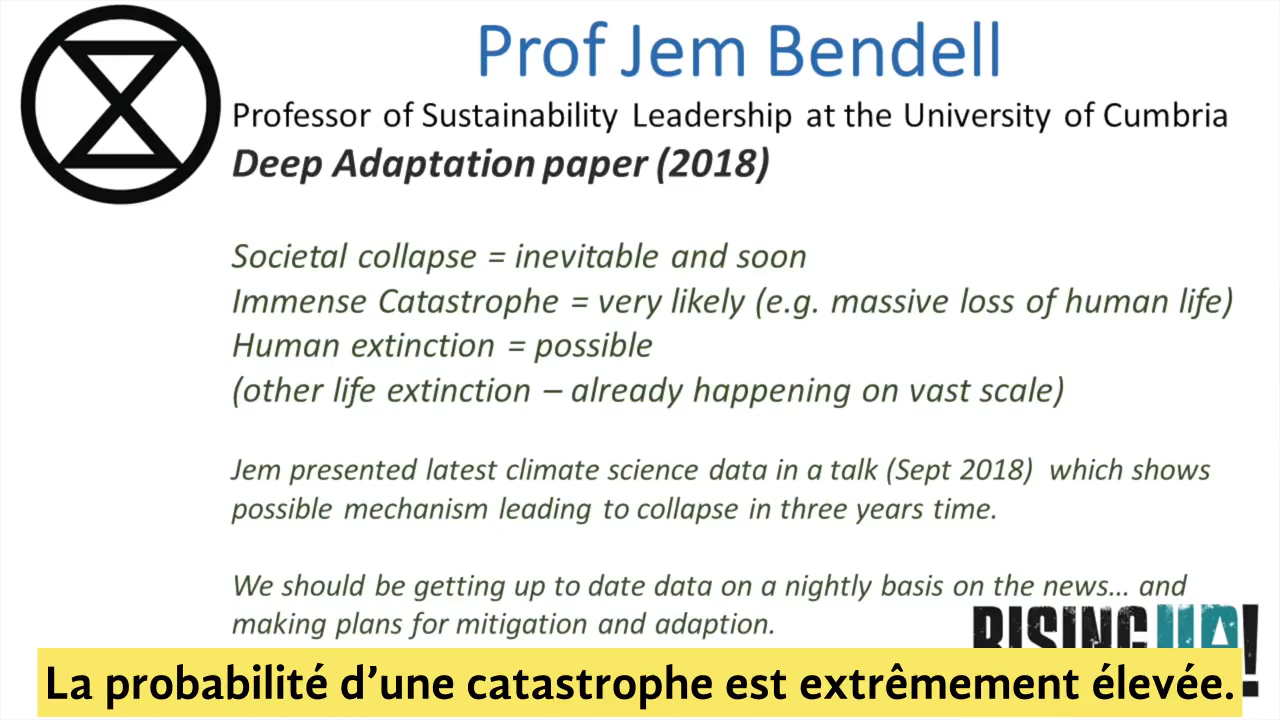 Prof Jem Bendell
Professor of Sustainability Leadership at the University of Cumbria
Deep Adaptation paper (2018)
Societal collapse = inevitable and soon
Immense Catastrophe = very likely (e.g. massive loss of human life)
Human extinction = possible
(other life extinction – already happening on vast scale)
Jem presented latest climate science data in a talk (Sept 2018) which shows
possible mechanism leading to collapse in three years time.
We should be getting up to date data on a nightly basis on the news... and
making plans for mitigation and adaption.
RISING UP!
La probabilité d’une catastrophe est extrêmement élevée.